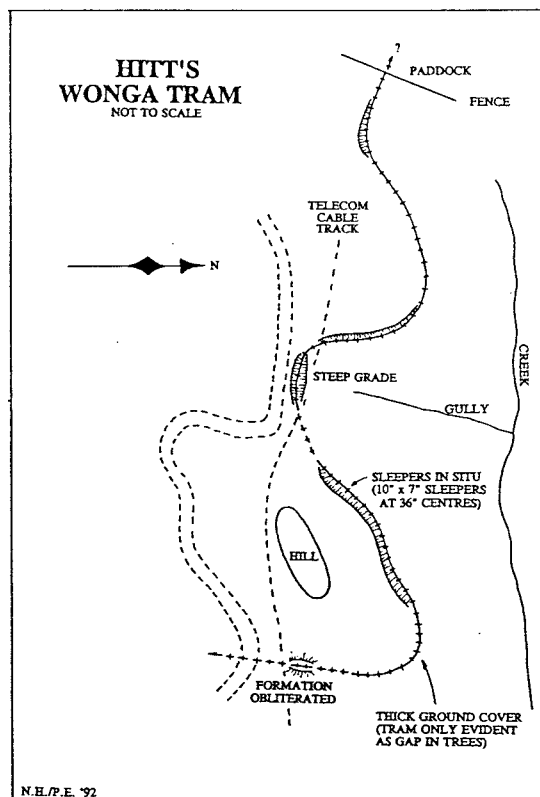 HITT'S
WONGA TRAM
NOT TO SCALE
?
PADDOCK
FENCE
TELECOM
CABLE
TRACK
N
STEEP GRADE
CREEK
GULLY
SLEEPERS IN SITU
(10" x 7" SLEEPERS
AT 36" CENTRES)
HILL
FORMATION
OBLITERATED
THICK GROUND COVER
(TRAM ONLY EVIDENT
AS GAP IN TREES)
N.H./P.E. '92